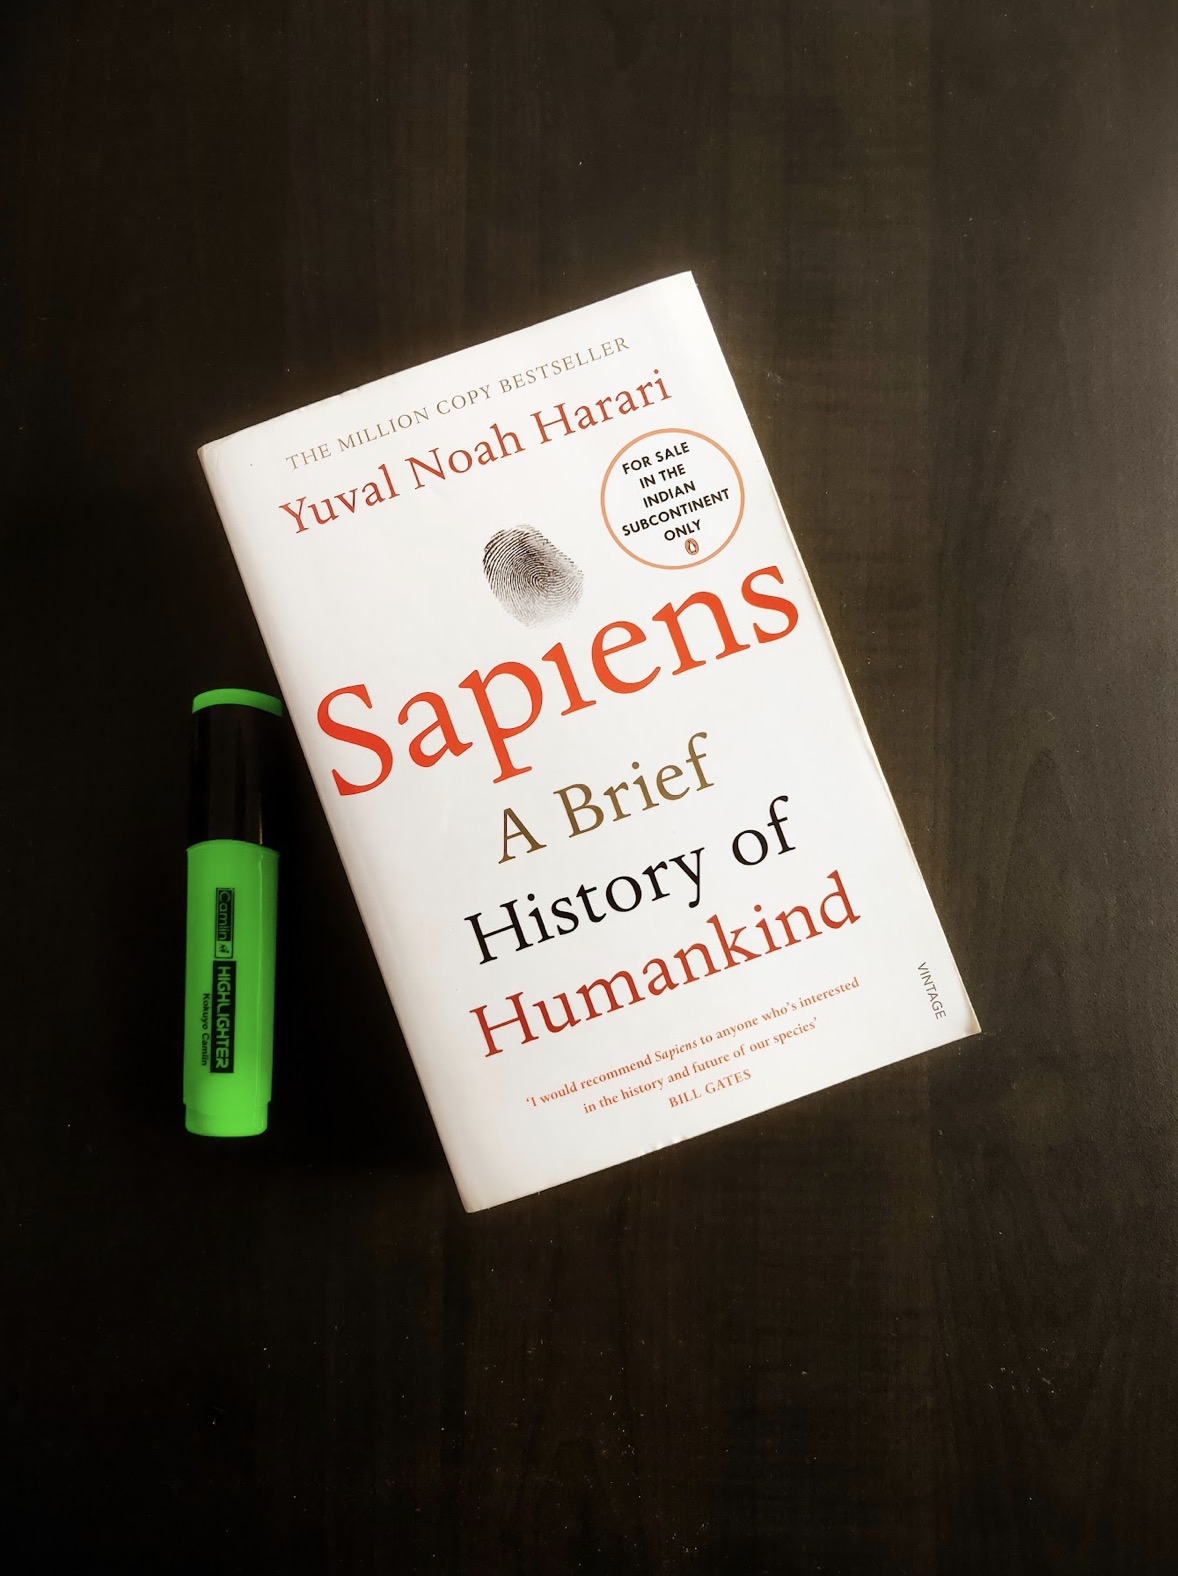 THE MILLION COPY BESTSELLER
Yuval Noah Harari
FOR SALE
IN THE
INDIAN
SUBCONTINENT
ONLY
Sapiens
A Brief
History of
Humankind
‘I would recommend Sapiens to anyone who’s interested
in the history and future of our species’
BILL GATES
VINTAGE
Camlin
HIGHLIGHTER
Kokuyo Camlin